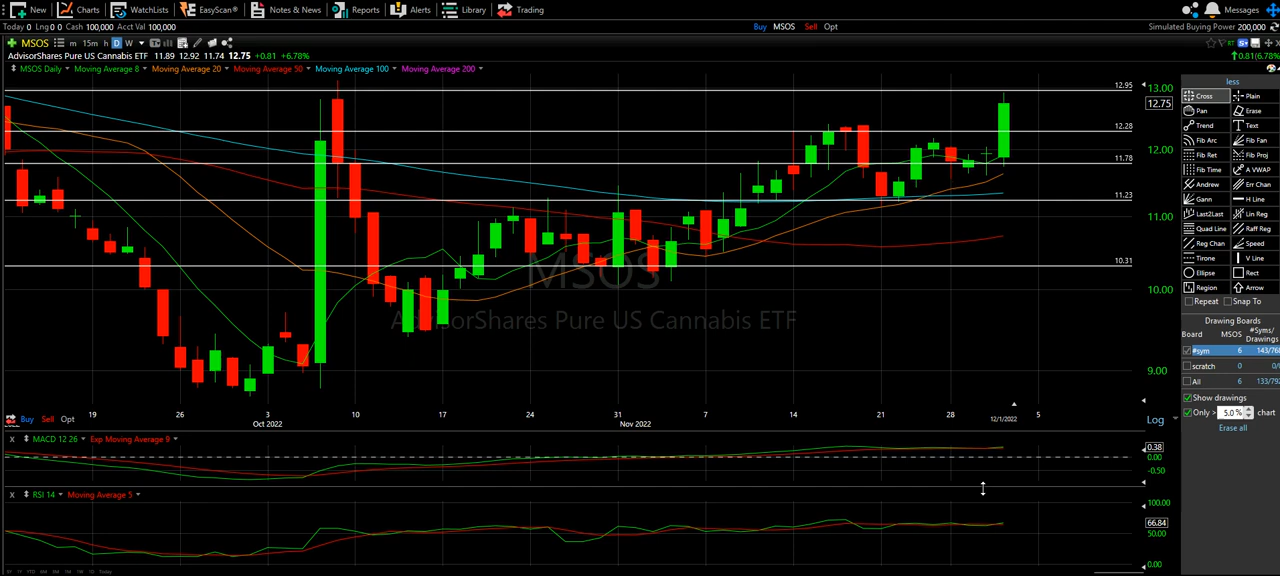 New Charts WatchLists EasyScan® Notes & News Reports Alerts Library Trading Messages
Today 0 Lng 0 0 Cash 100,000 Acct Val 100,000 Buy MSOS Sell Opt Simulated Buying Power 200,000
MSOS m 15m h D W
AdvisorShares Pure US Cannabis ETF 11.89 12.92 11.74 12.75 +0.81 +6.78% 0.81(6.78%
MSOS Daily Moving Average 8 Moving Average 20 Moving Average 50 Moving Average 100 Moving Average 200
less
12.95 13.00
12.75
12.28
12.00
11.78
11.23
11.00
10.31
10.00
9.00
MSOS
AdvisorShares Pure US Cannabis ETF
Cross Plain
Pan Erase
Trend Text
Fib Arc Fib Fan
Fib Ret Fib Proj
Fib Time A VWAP
Andrew Err Chan
Gann H Line
Last2Last Lin Reg
Quad Line Raff Reg
Reg Chan Speed
Tirone V Line
Ellipse Rect
Region Arrow
Repeat Snap To
Drawing Boards
Board MSOS #Syms/ Drawings
#sym 6 143/768
scratch 0 0/
All 6 133/792
Show drawings
Only > 5.0 % chart
Erase all
Buy Sell Opt
19 26 3 10 17 24 31 7 14 21 28 12/1/2022 5
Oct 2022 Nov 2022
Log
X MACD 12 26 Exp Moving Average 9
0.38
0.00
-0.50
X RSI 14 Moving Average 5
100.00
66.84
50.00
0.00
Today